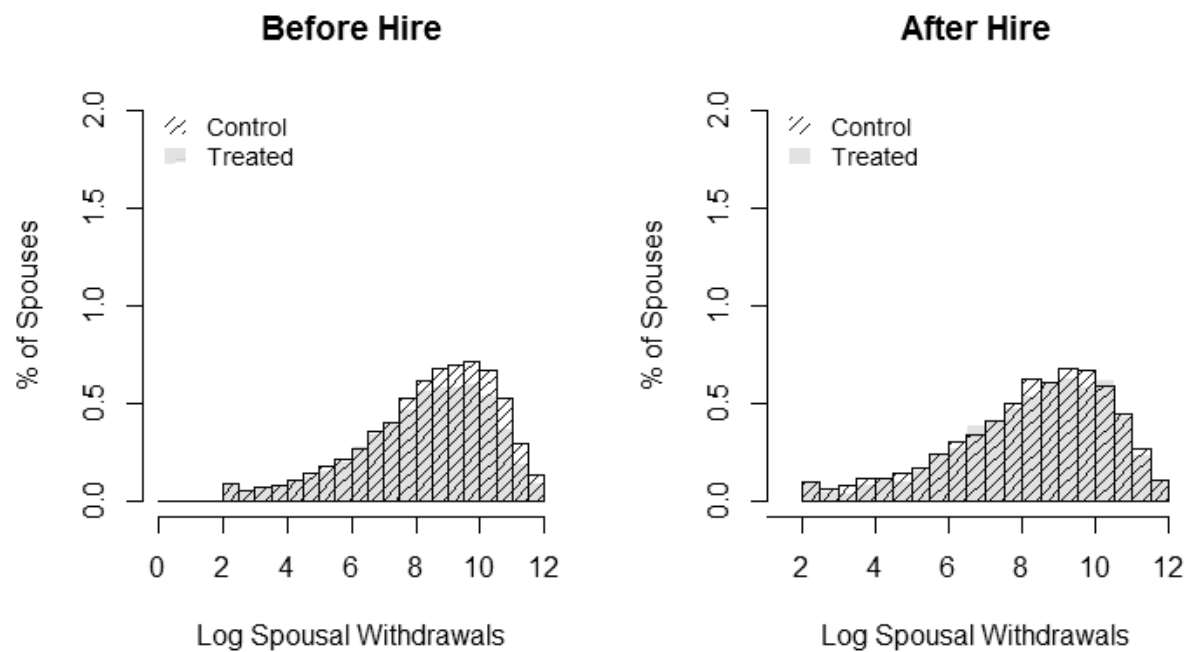 Before Hire
% of Spouses
2.0
1.5
1.0
0.5
0.0
Control
Treated
0 2 4 6 8 10 12
Log Spousal Withdrawals
After Hire
% of Spouses
2.0
1.5
1.0
0.5
0.0
Control
Treated
2 4 6 8 10 12
Log Spousal Withdrawals